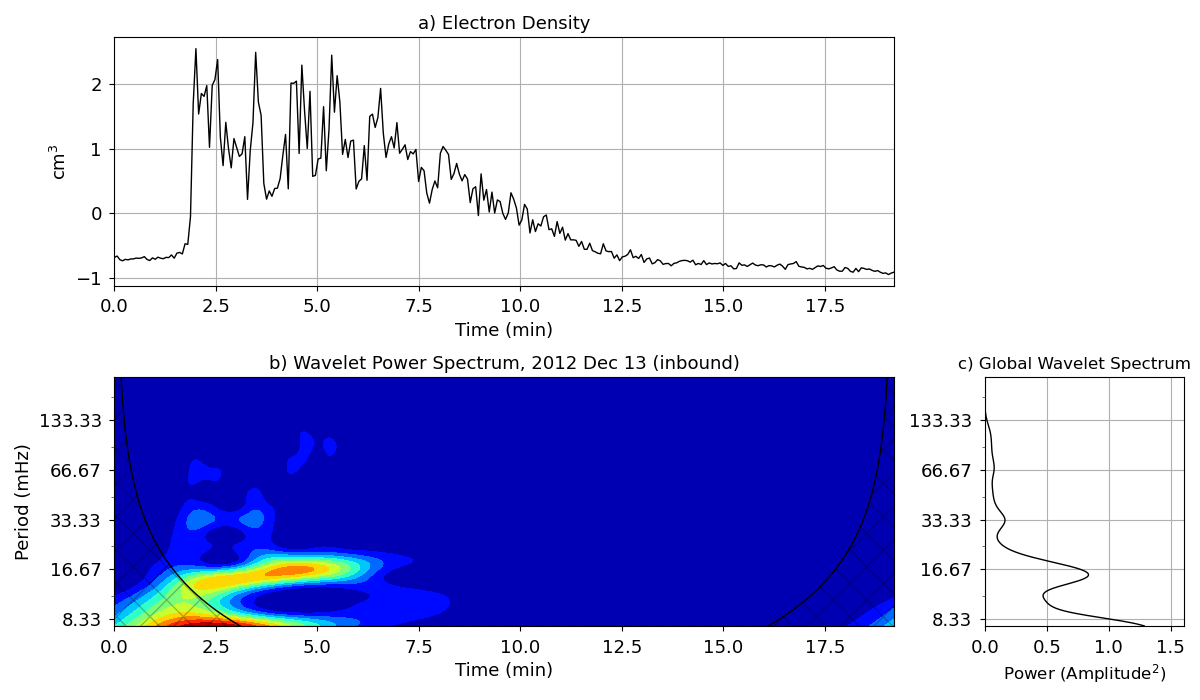 a) Electron Density
2
1
0
−1
cm³
0.0 2.5 5.0 7.5 10.0 12.5 15.0 17.5
Time (min)
b) Wavelet Power Spectrum, 2012 Dec 13 (inbound)
133.33
66.67
33.33
16.67
8.33
Period (mHz)
0.0 2.5 5.0 7.5 10.0 12.5 15.0 17.5
Time (min)
c) Global Wavelet Spectrum
133.33
66.67
33.33
16.67
8.33
0.0 0.5 1.0 1.5
Power (Amplitude²)